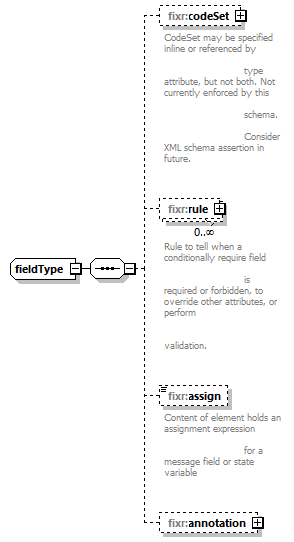 fixr:codeSet
CodeSet may be specified
inline or referenced by
type
attribute, but not both. Not
currently enforced by this
schema.
Consider
XML schema assertion in
future.
fixr:rule
0..∞
Rule to tell when a
conditionally require field
is
required or forbidden, to
override other attributes, or
perform
validation.
fieldType
fixr:assign
Content of element holds an
assignment expression
for a
message field or state
variable
fixr:annotation